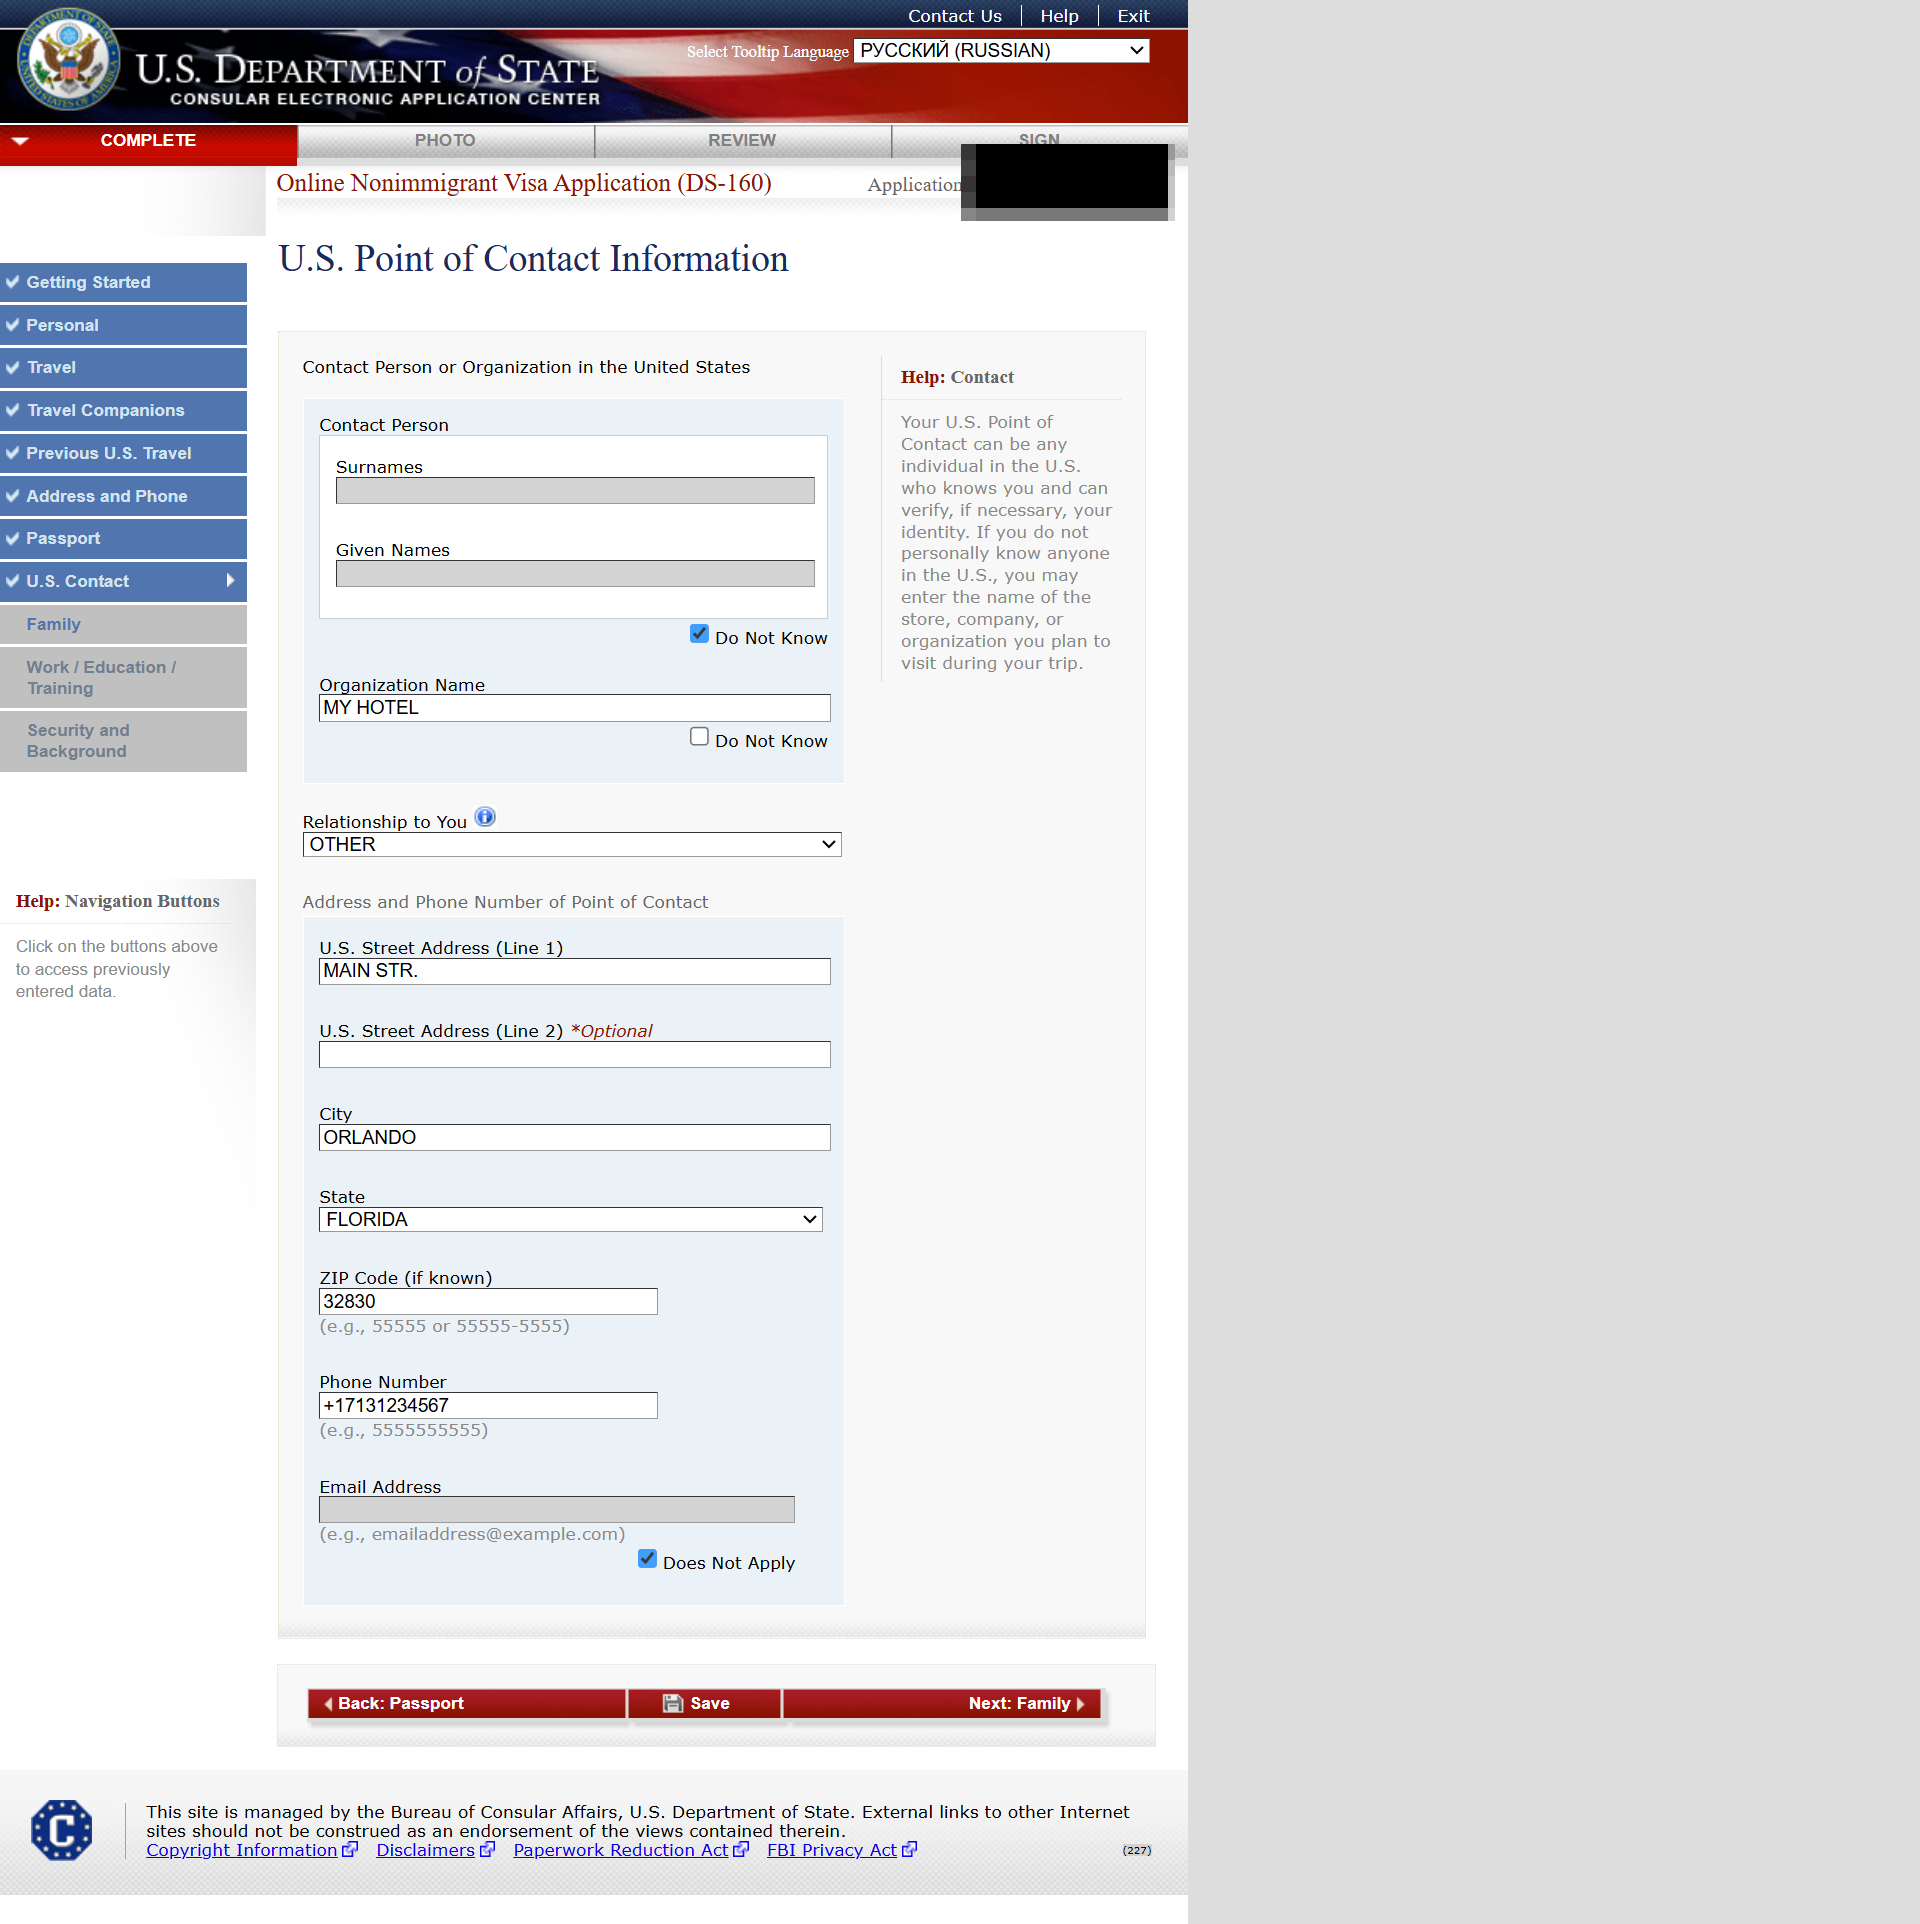 Contact Us
Help
Exit
Select Tooltip Language
РУССКИЙ (RUSSIAN)
U.S. DEPARTMENT of STATE
CONSULAR ELECTRONIC APPLICATION CENTER
COMPLETE
PHOTO
REVIEW
SIGN
Online Nonimmigrant Visa Application (DS-160)
Application
U.S. Point of Contact Information
Getting Started
Personal
Travel
Travel Companions
Previous U.S. Travel
Address and Phone
Passport
U.S. Contact
Family
Work / Education /
Training
Security and
Background
Help: Navigation Buttons
Click on the buttons above
to access previously
entered data.
Contact Person or Organization in the United States
Contact Person
Surnames
Given Names
Do Not Know
Organization Name
MY HOTEL
Do Not Know
Relationship to You
OTHER
Address and Phone Number of Point of Contact
U.S. Street Address (Line 1)
MAIN STR.
U.S. Street Address (Line 2) *Optional
City
ORLANDO
State
FLORIDA
ZIP Code (if known)
32830
(e.g., 55555 or 55555-5555)
Phone Number
+17131234567
(e.g., 5555555555)
Email Address
(e.g., emailaddress@example.com)
Does Not Apply
Help: Contact
Your U.S. Point of
Contact can be any
individual in the U.S.
who knows you and can
verify, if necessary, your
identity. If you do not
personally know anyone
in the U.S., you may
enter the name of the
store, company, or
organization you plan to
visit during your trip.
Back: Passport
Save
Next: Family
C
This site is managed by the Bureau of Consular Affairs, U.S. Department of State. External links to other Internet
sites should not be construed as an endorsement of the views contained therein.
Copyright Information
Disclaimers
Paperwork Reduction Act
FBI Privacy Act
(227)